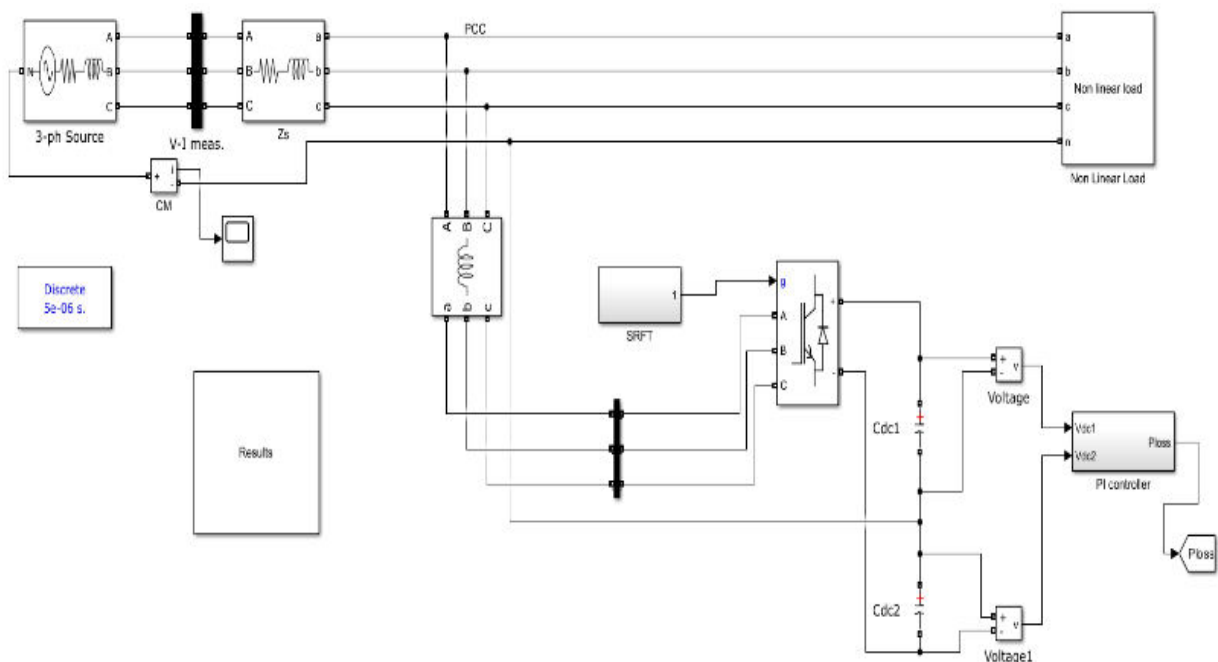 PCC
A
B
C
N
A
B
C
a
b
c
a
b
c
n
Non linear load
3-ph Source
V-I meas.
Zs
Non Linear Load
+
i
-
CM
A
B
C
a
b
c
Discrete
5e-06 s.
1
SRFT
g
A
B
C
+
-
+
-
v
Voltage
Cdc1
Vdc1
Vdc2
Ploss
PI controller
Results
Ploss
Cdc2
+
-
v
Voltage1